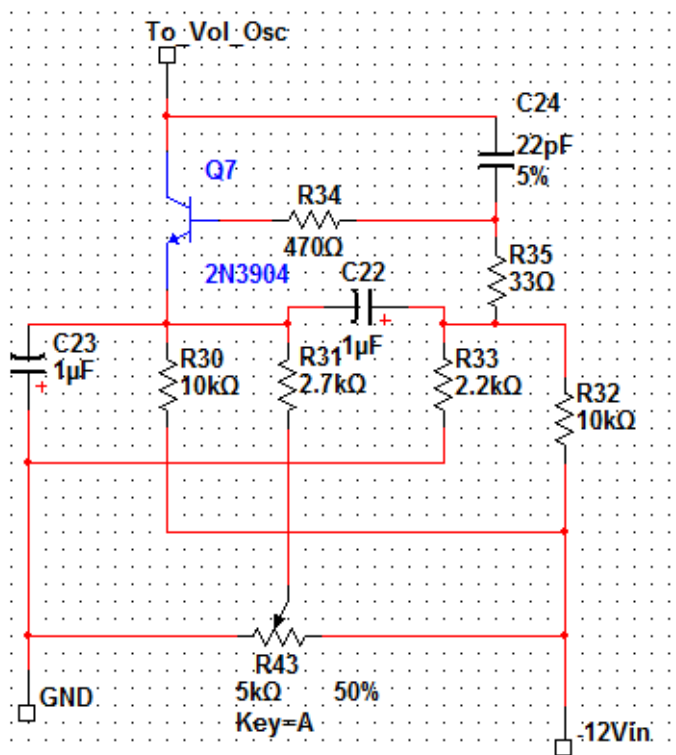 To_Vol_Osc
C24
22pF
5%
Q7
R34
470Ω
R35
33Ω
2N3904
C22
1µF
C23
1µF
R30
10kΩ
R31
2.7kΩ
R33
2.2kΩ
R32
10kΩ
R43
5kΩ 50%
Key=A
GND
-12Vin